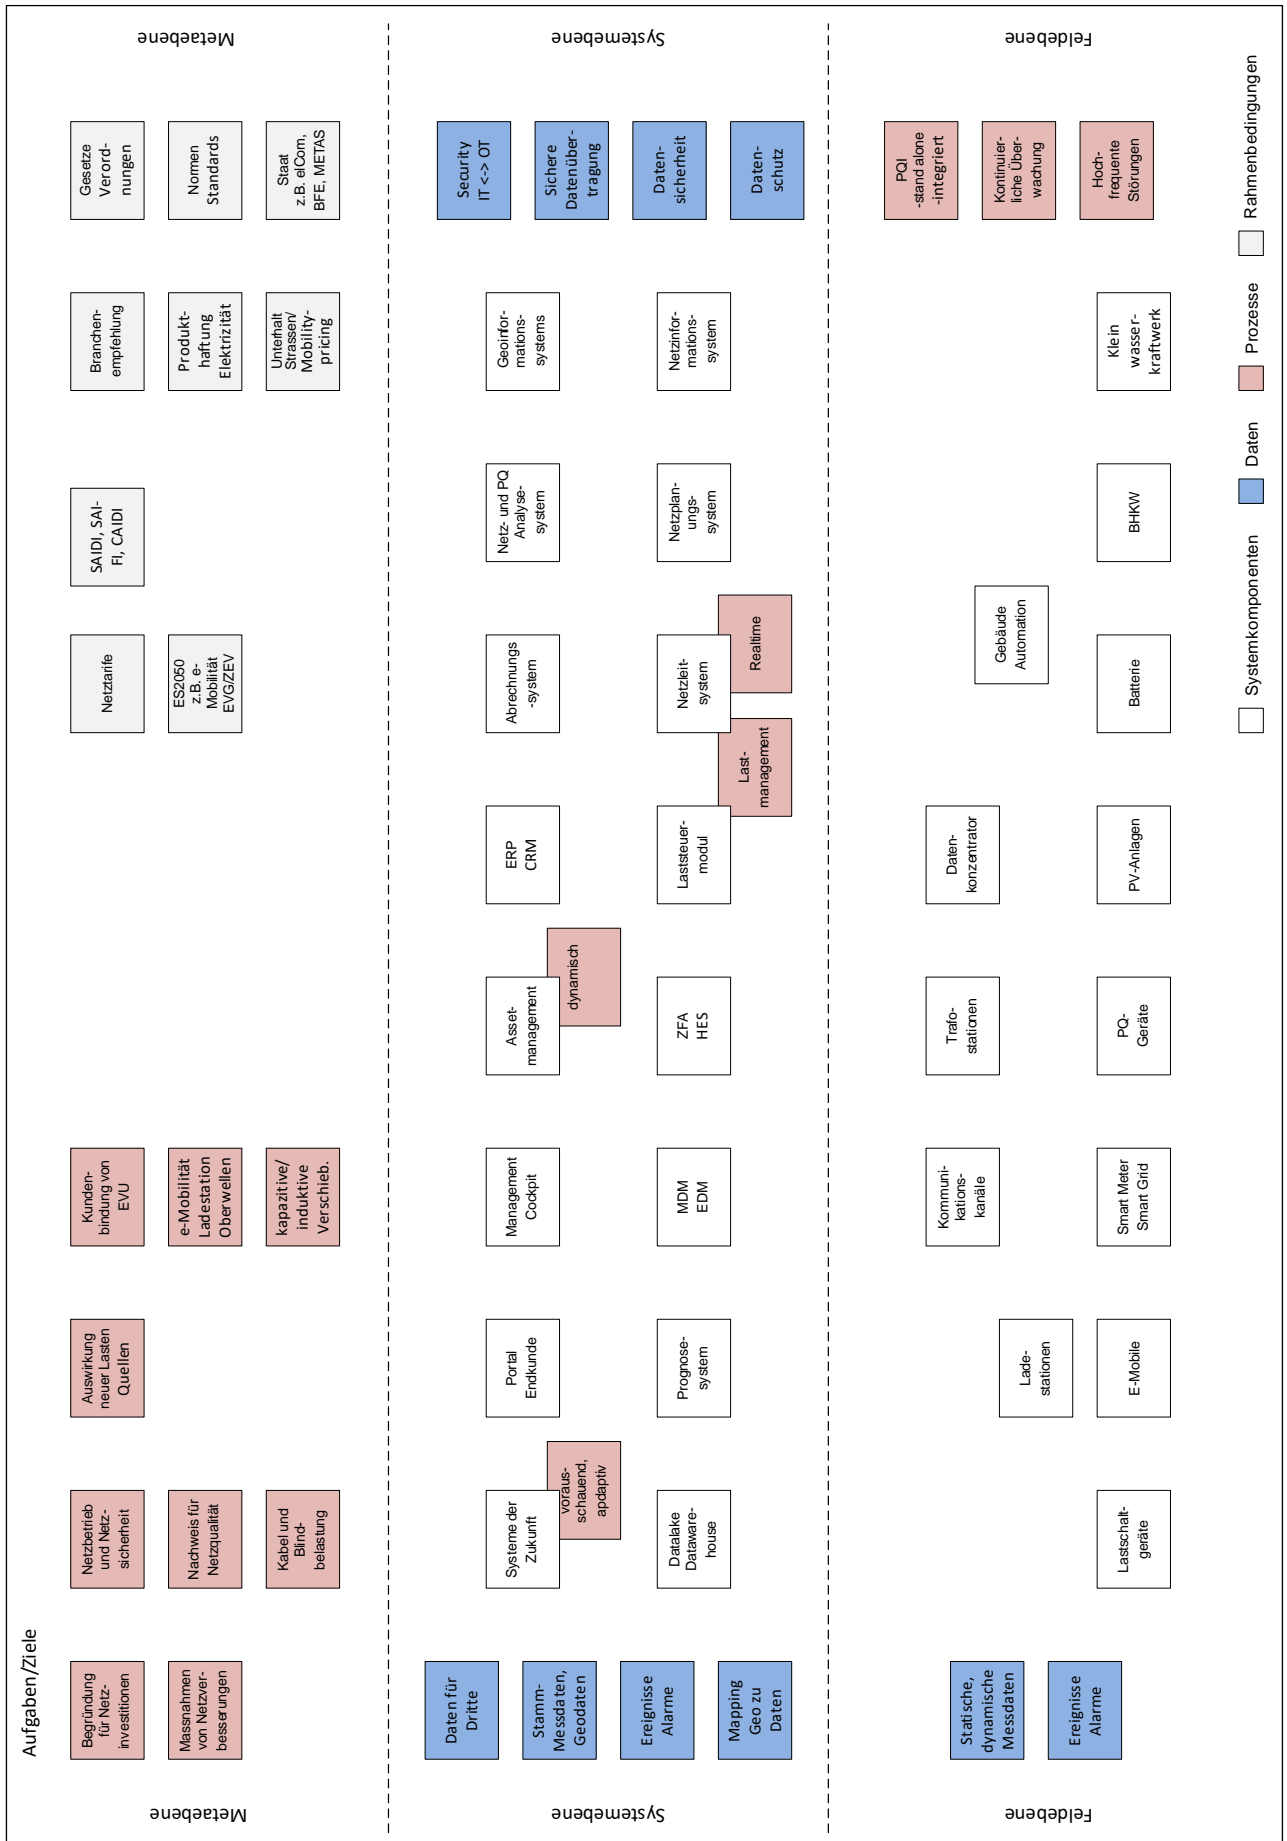 Aufgaben/Ziele
Metaebene
Begründung
für Netz-
investitionen
Massnahmen
von Netzver-
besserungen
Netzbetrieb
und Netz-
sicherheit
Nachweis für
Netzqualität
Kabel und
Blind-
belastung
Auswirkung
neuer Lasten
Quellen
Kunden-
bindung von
EVU
e-Mobilität
Ladestation
Oberwellen
kapazitive/
induktive
Verschieb.
Netztarife
ES2050
z.B. e-
Mobilität
EVG/ZEV
SAIDI, SAI-
FI, CAIDI
Branchen-
empfehlung
Produkt-
haftung
Elektrizität
Unterhalt
Strassen/
Mobility-
pricing
Gesetze
Verord-
nungen
Normen
Standards
Staat
z.B. elCom,
BFE, METAS
Metaebene
Systemebene
Daten für
Dritte
Stamm-
Messdaten,
Geodaten
Ereignisse
Alarme
Mapping
Geo zu
Daten
Systeme der
Zukunft
voraus-
schauend,
apdaptiv
Datalake
Dataware-
house
Portal
Endkunde
Prognose-
system
Management
Cockpit
MDM
EDM
Asset-
management
dynamisch
ZFA
HES
ERP
CRM
Laststeuer-
modul
Last-
management
Abrechnungs
-system
Netzleit-
system
Realtime
Netz- und PQ
Analyse-
system
Netzplan-
ungs-
system
Geoinfor-
mations-
systems
Netzinfor-
mations-
system
Security
IT <-> OT
Sichere
Datenüber-
tragung
Daten-
sicherheit
Daten-
schutz
Systemebene
Feldebene
Statische,
dynamische
Messdaten
Ereignisse
Alarme
Lastschalt-
geräte
Lade-
stationen
E-Mobile
Kommuni-
kations-
kanäle
Smart Meter
Smart Grid
Trafo-
stationen
PQ-
Geräte
Daten-
konzentrator
PV-Anlagen
Gebäude
Automation
Batterie
BHKW
Klein
wasser-
kraftwerk
PQI
-stand alone
-integriert
Kontinuier-
liche Über
wachung
Hoch-
frequente
Störungen
Feldebene
Systemkomponenten
Daten
Prozesse
Rahmenbedingungen